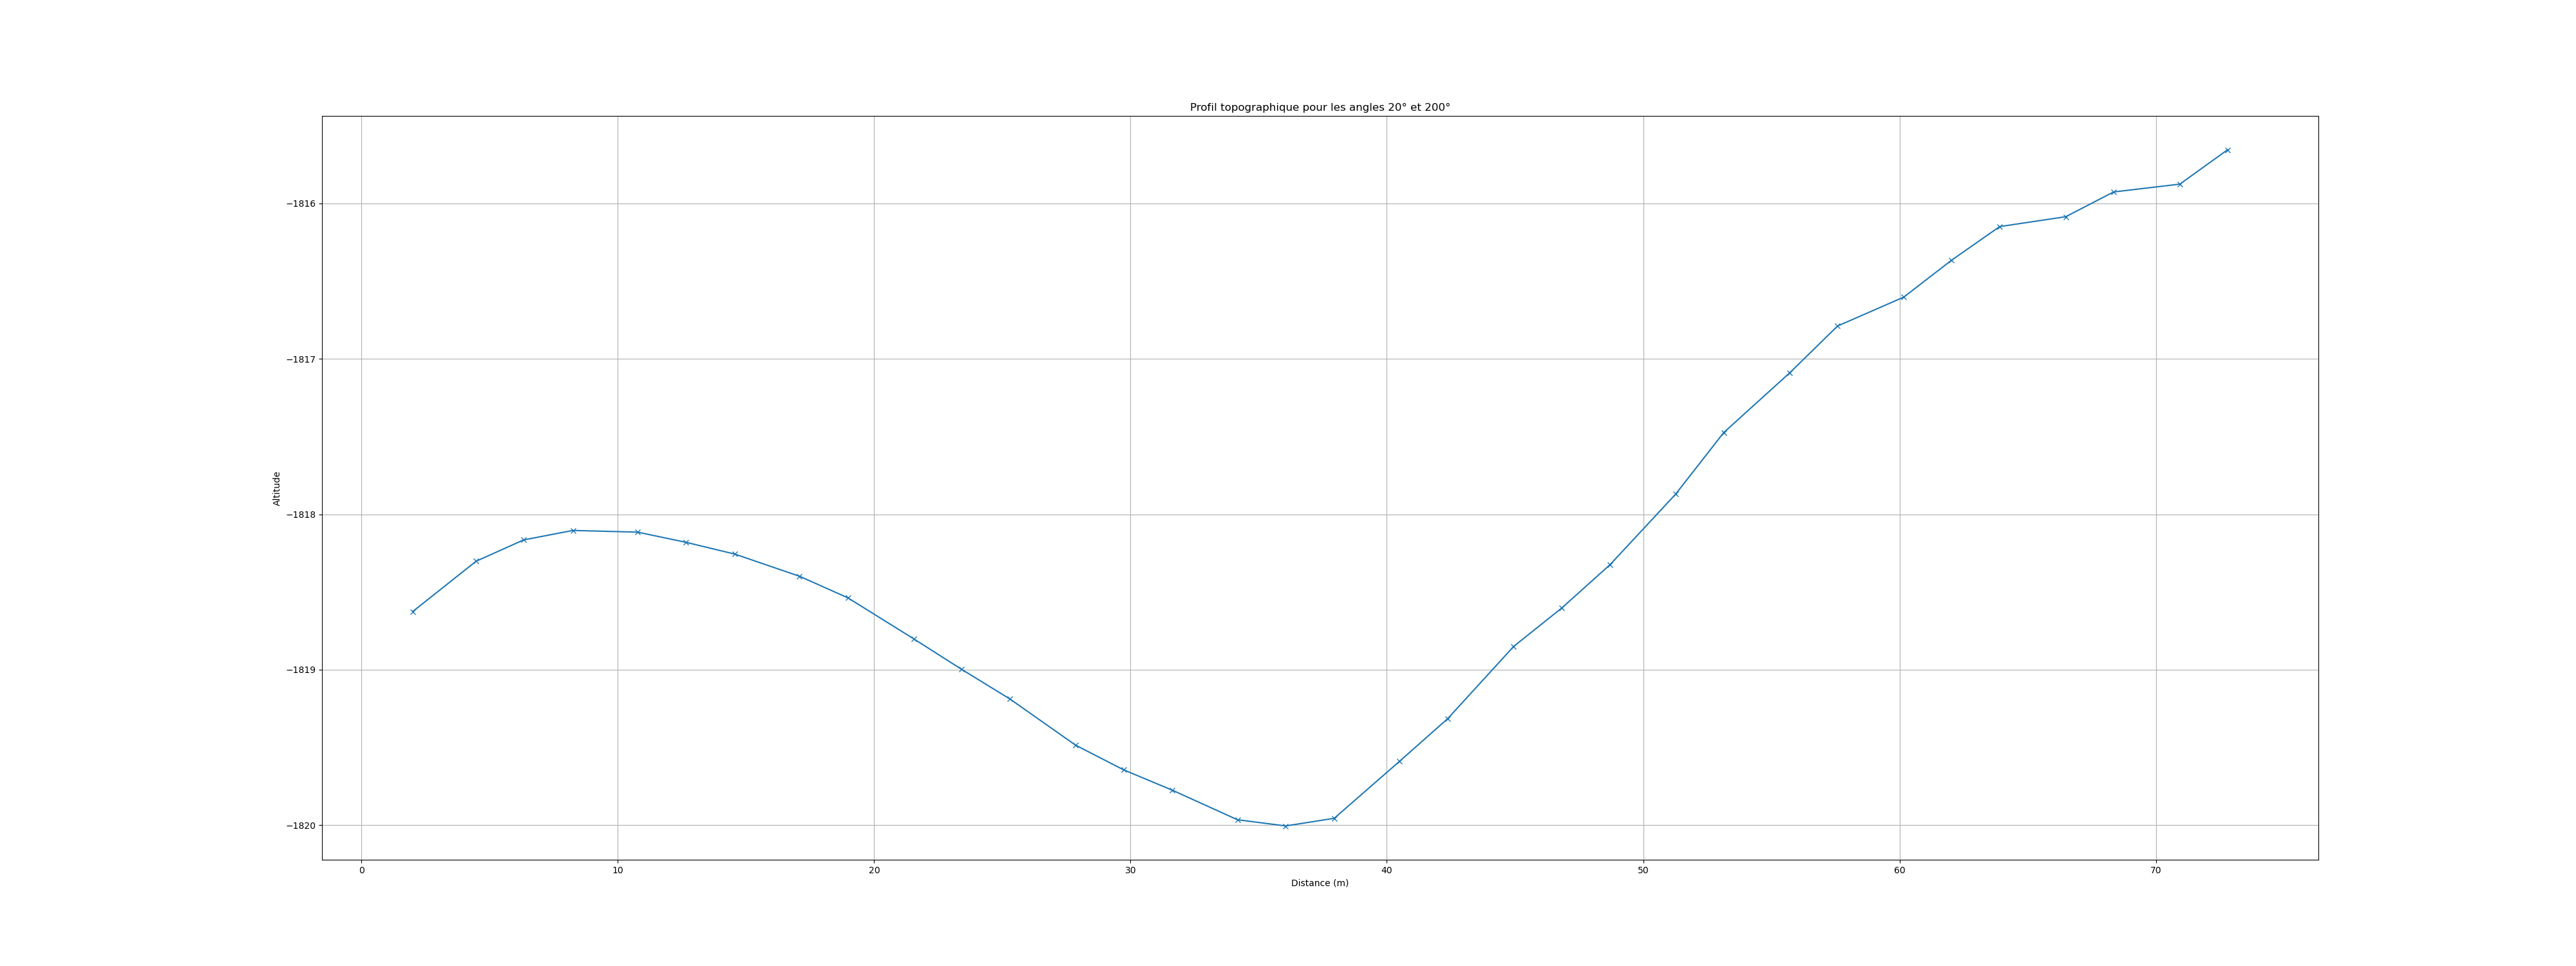 Profil topographique pour les angles 20° et 200°
Altitude
−1816
−1817
−1818
−1819
−1820
0 10 20 30 40 50 60 70
Distance (m)